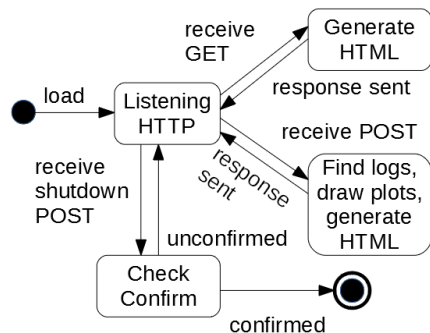 receive
GET
Generate
HTML
load
Listening
HTTP
response sent
receive POST
receive
shutdown
POST
response
sent
Find logs,
draw plots,
generate
HTML
unconfirmed
Check
Confirm
confirmed